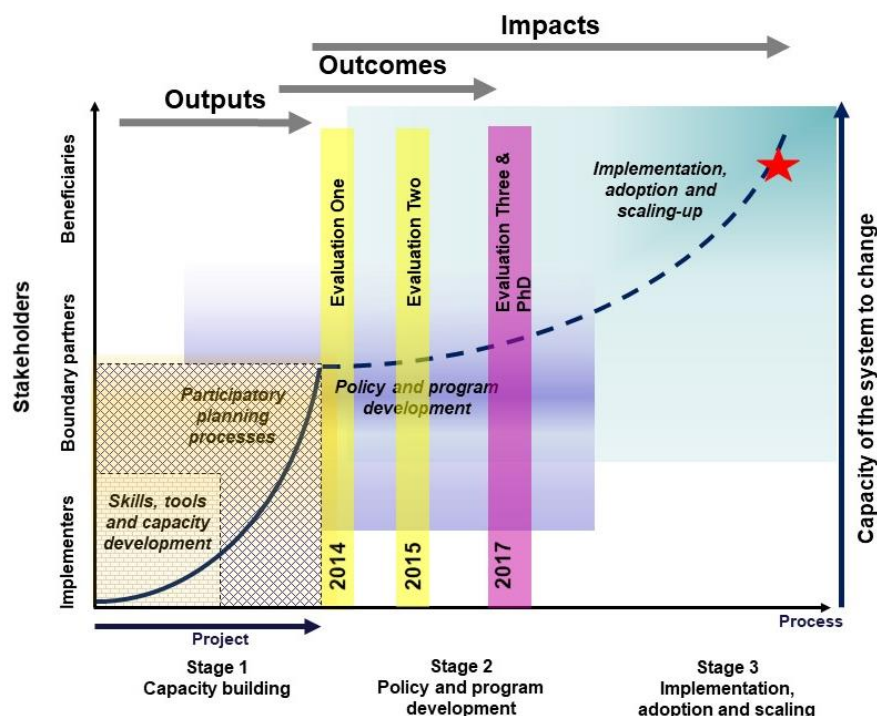 Impacts
Outcomes
Outputs
Stakeholders
Beneficiaries
Boundary partners
Implementers
Evaluation One
Evaluation Two
Evaluation Three &
PhD
Implementation,
adoption and
scaling-up
Participatory
planning
processes
Policy and program
development
Skills, tools
and capacity
development
2014
2015
2017
Capacity of the system to change
Project
Process
Stage 1
Capacity building
Stage 2
Policy and program
development
Stage 3
Implementation,
adoption and scaling